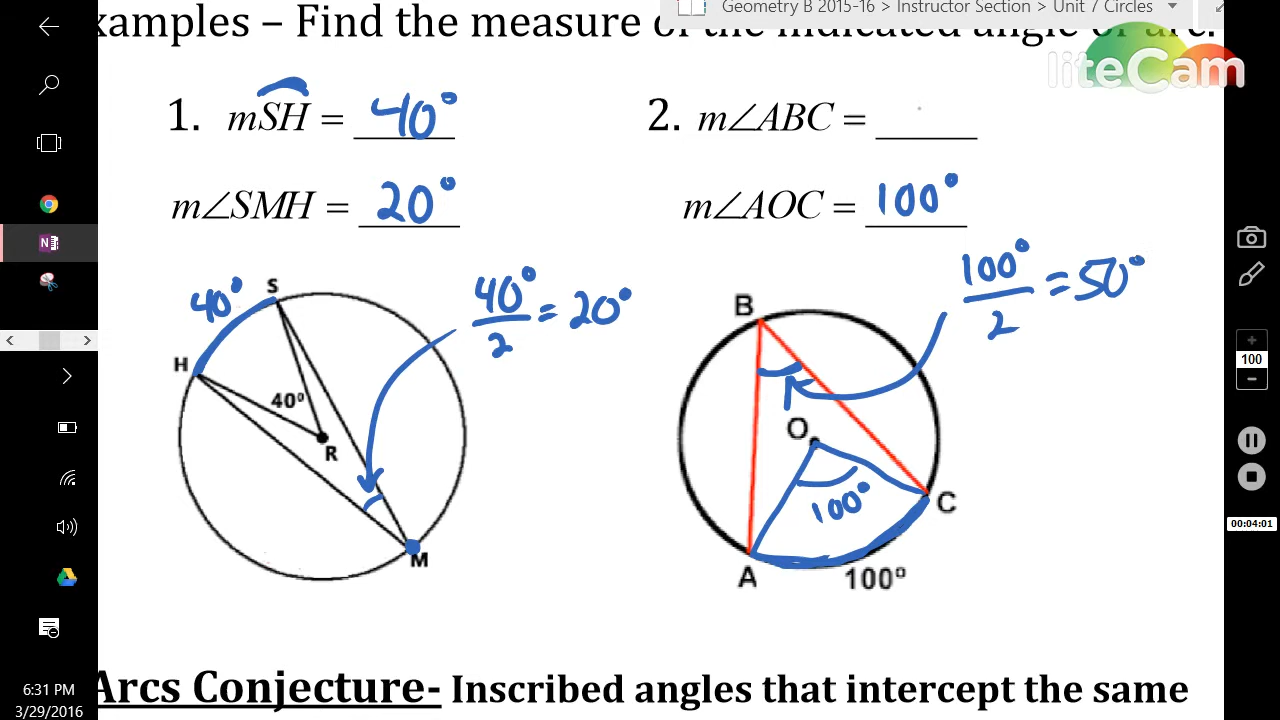 Geometry B 2015-16 > Instructor Section > Unit 7 Circles
xamples – Find the measure of the indicated angle or arc.
liteCam
1. mSH = 40°
2. m∠ABC = ____
m∠SMH = 20°
m∠AOC = 100°
40°
S
H
40°
R
M
40°/2 = 20°
100°/2 = 50°
B
O
100°
C
A
100°
100
00:04:01
6:31 PM
3/29/2016
Arcs Conjecture- Inscribed angles that intercept the same